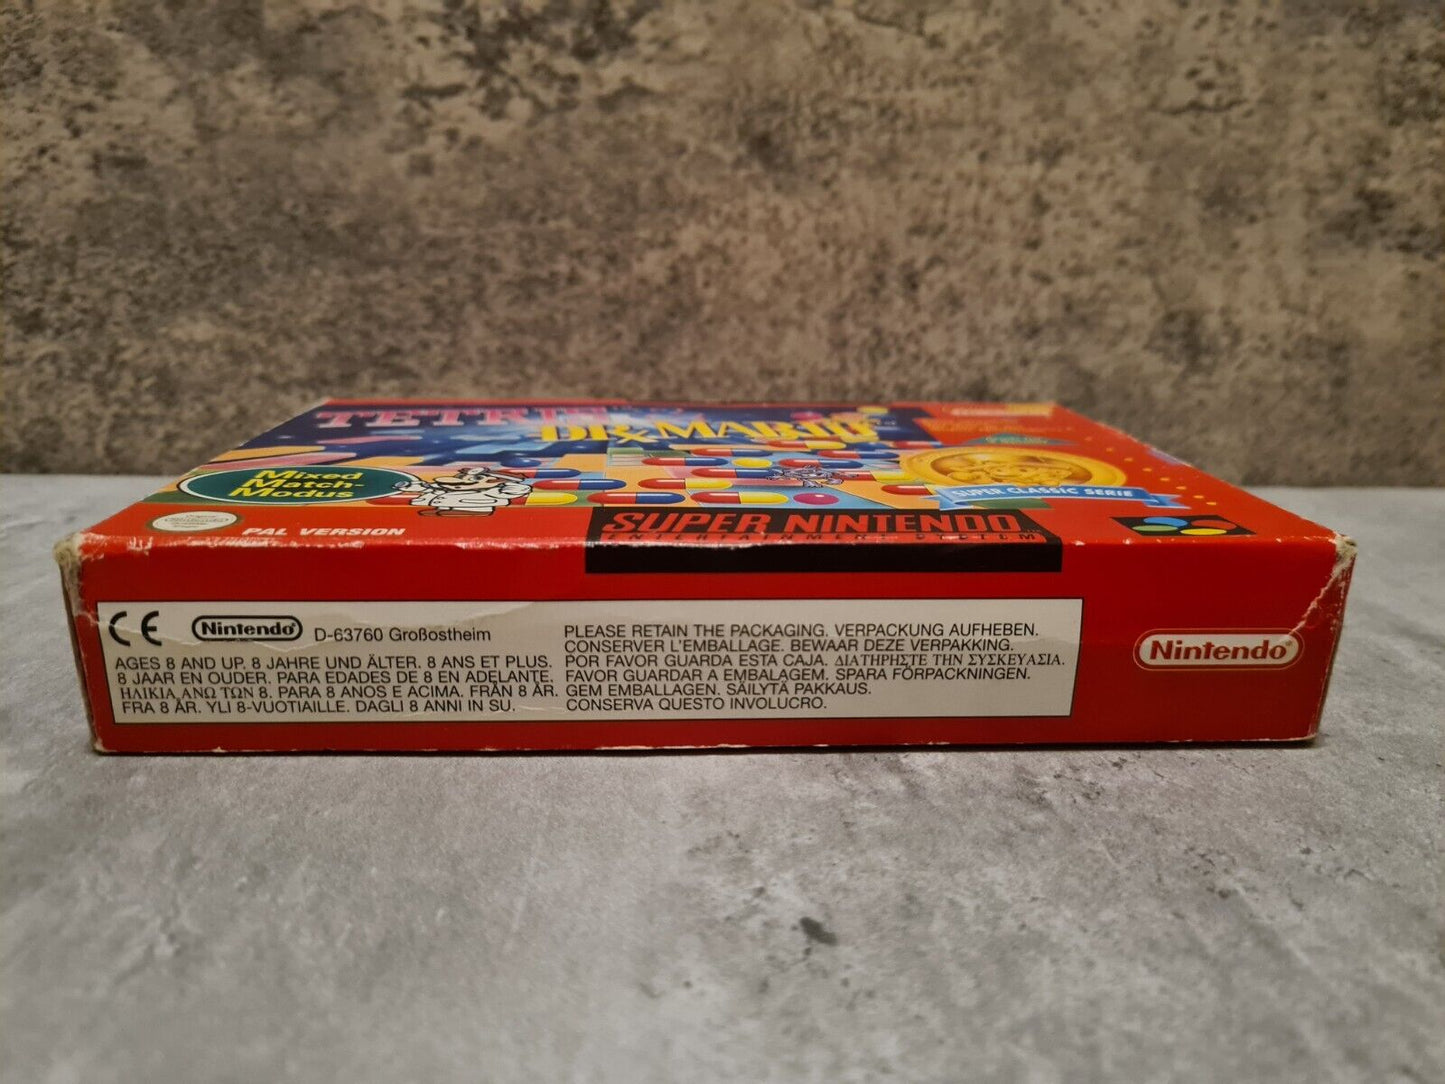 TETRIS
DR. MARIO
Mixed
Match-
Modus
SUPER CLASSIC SERIE
PAL VERSION
SUPER NINTENDO
ENTERTAINMENT SYSTEM
CE
Nintendo
D-63760 Großostheim
AGES 8 AND UP. 8 JAHRE UND ÄLTER. 8 ANS ET PLUS.
8 JAAR EN OUDER. PARA EDADES DE 8 EN ADELANTE.
ΗΛΙΚΙΑ ΑΝΩ ΤΩΝ 8. PARA 8 ANOS E ACIMA. FRÅN 8 ÅR.
FRA 8 ÅR. YLI 8-VUOTIAILLE. DAGLI 8 ANNI IN SU.
PLEASE RETAIN THE PACKAGING. VERPACKUNG AUFHEBEN.
CONSERVER L'EMBALLAGE. BEWAAR DEZE VERPAKKING.
POR FAVOR GUARDA ESTA CAJA. ΔΙΑΤΗΡΗΣΤΕ ΤΗΝ ΣΥΣΚΕΥΑΣΙΑ.
FAVOR GUARDAR A EMBALAGEM. SPARA FÖRPACKNINGEN.
GEM EMBALLAGEN. SÄILYTÄ PAKKAUS.
CONSERVA QUESTO INVOLUCRO.
Nintendo®